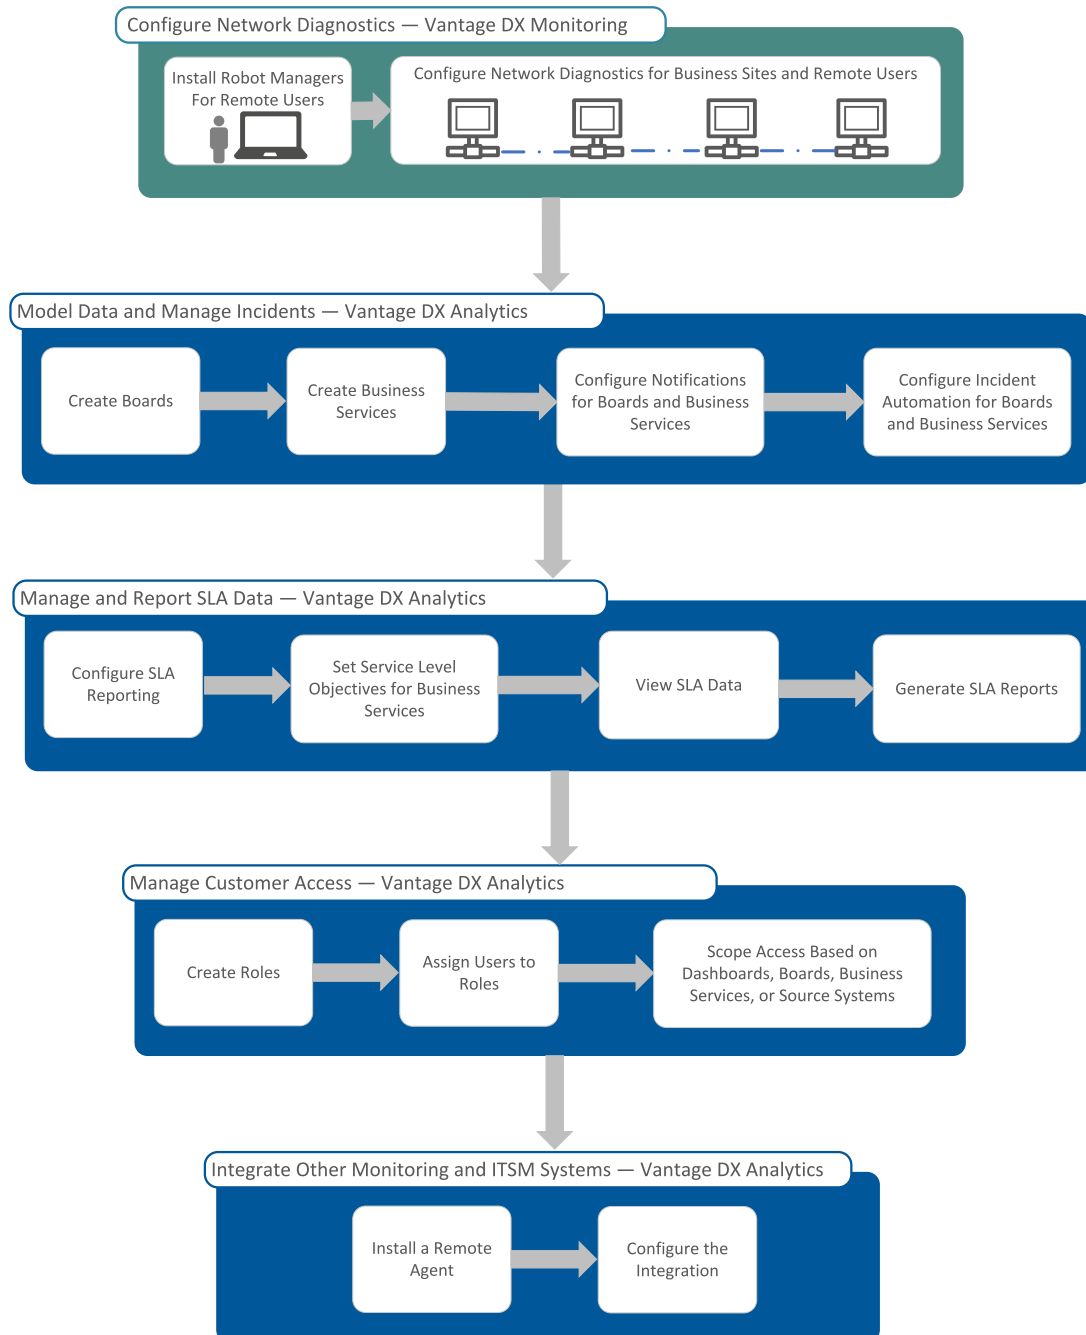 Configure Network Diagnostics — Vantage DX Monitoring
Install Robot Managers
For Remote Users
Configure Network Diagnostics for Business Sites and Remote Users
Model Data and Manage Incidents — Vantage DX Analytics
Create Boards
Create Business
Services
Configure Notifications
for Boards and Business
Services
Configure Incident
Automation for Boards
and Business Services
Manage and Report SLA Data — Vantage DX Analytics
Configure SLA
Reporting
Set Service Level
Objectives for Business
Services
View SLA Data
Generate SLA Reports
Manage Customer Access — Vantage DX Analytics
Create Roles
Assign Users to
Roles
Scope Access Based on
Dashboards, Boards, Business
Services, or Source Systems
Integrate Other Monitoring and ITSM Systems — Vantage DX Analytics
Install a Remote
Agent
Configure the
Integration